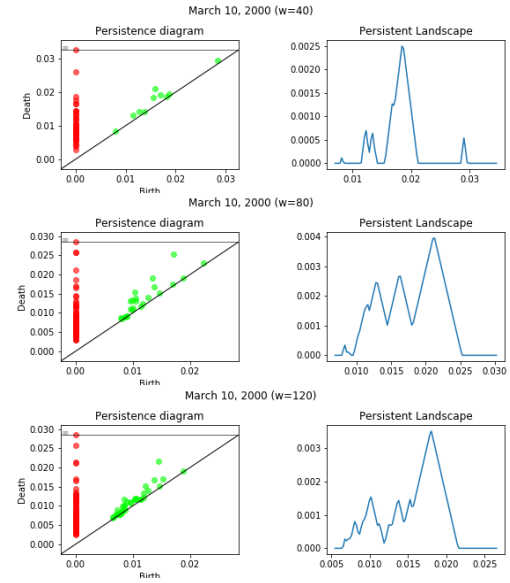 March 10, 2000 (w=40)
Persistence diagram
Persistent Landscape
Death
0.03
0.02
0.01
0.00
0.00 0.01 0.02 0.03
Birth
0.0025
0.0020
0.0015
0.0010
0.0005
0.0000
0.01 0.02 0.03
March 10, 2000 (w=80)
Persistence diagram
Persistent Landscape
Death
0.030
0.025
0.020
0.015
0.010
0.005
0.000
0.00 0.01 0.02
Birth
0.004
0.003
0.002
0.001
0.000
0.010 0.015 0.020 0.025 0.030
March 10, 2000 (w=120)
Persistence diagram
Persistent Landscape
Death
0.030
0.025
0.020
0.015
0.010
0.005
0.000
0.00 0.01 0.02
Birth
0.003
0.002
0.001
0.000
0.005 0.010 0.015 0.020 0.025